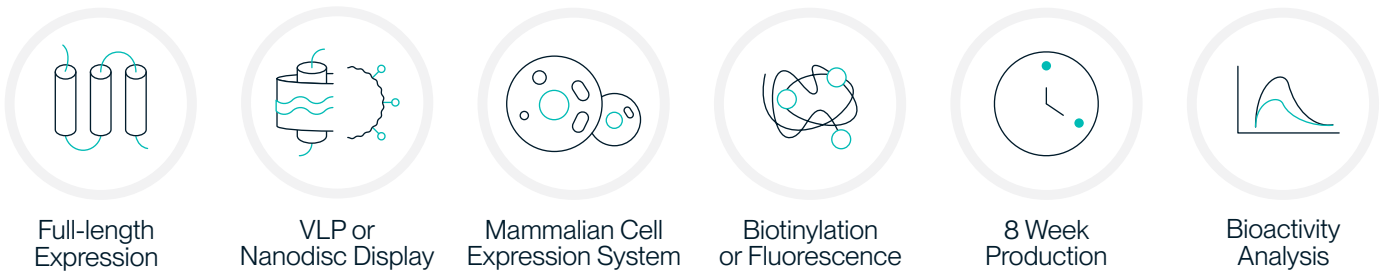 Full-length
Expression
VLP or
Nanodisc Display
Mammalian Cell
Expression System
Biotinylation
or Fluorescence
8 Week
Production
Bioactivity
Analysis